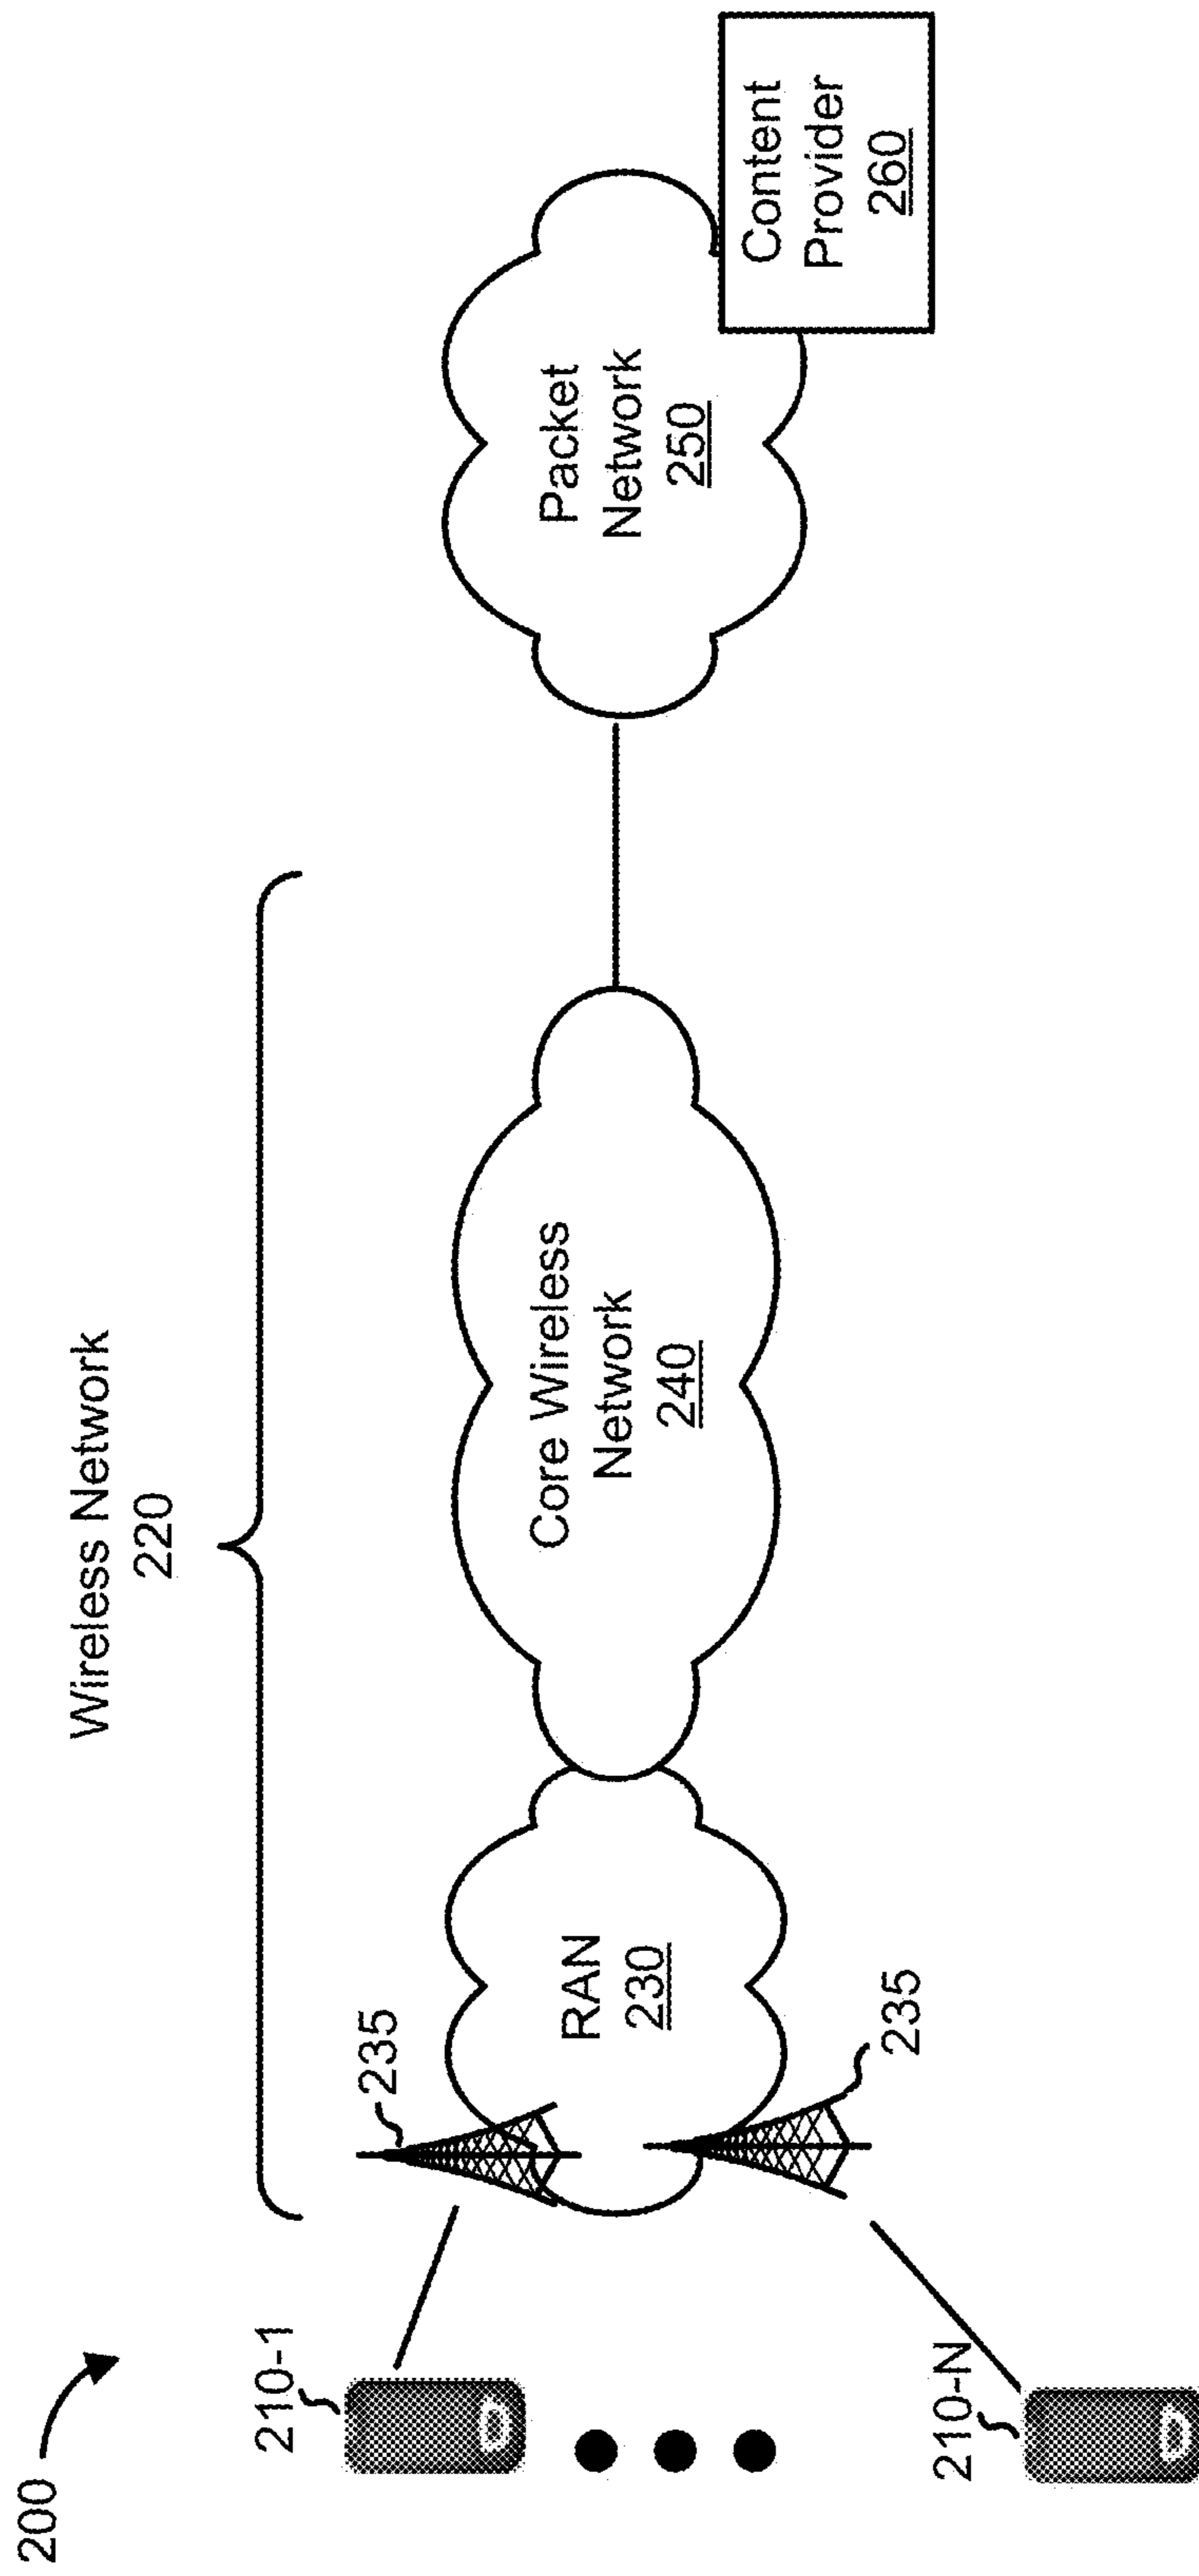 200
Wireless Network
220
210-1
235
RAN
230
Core Wireless
Network
240
Packet
Network
250
Content
Provider
260
235
210-N